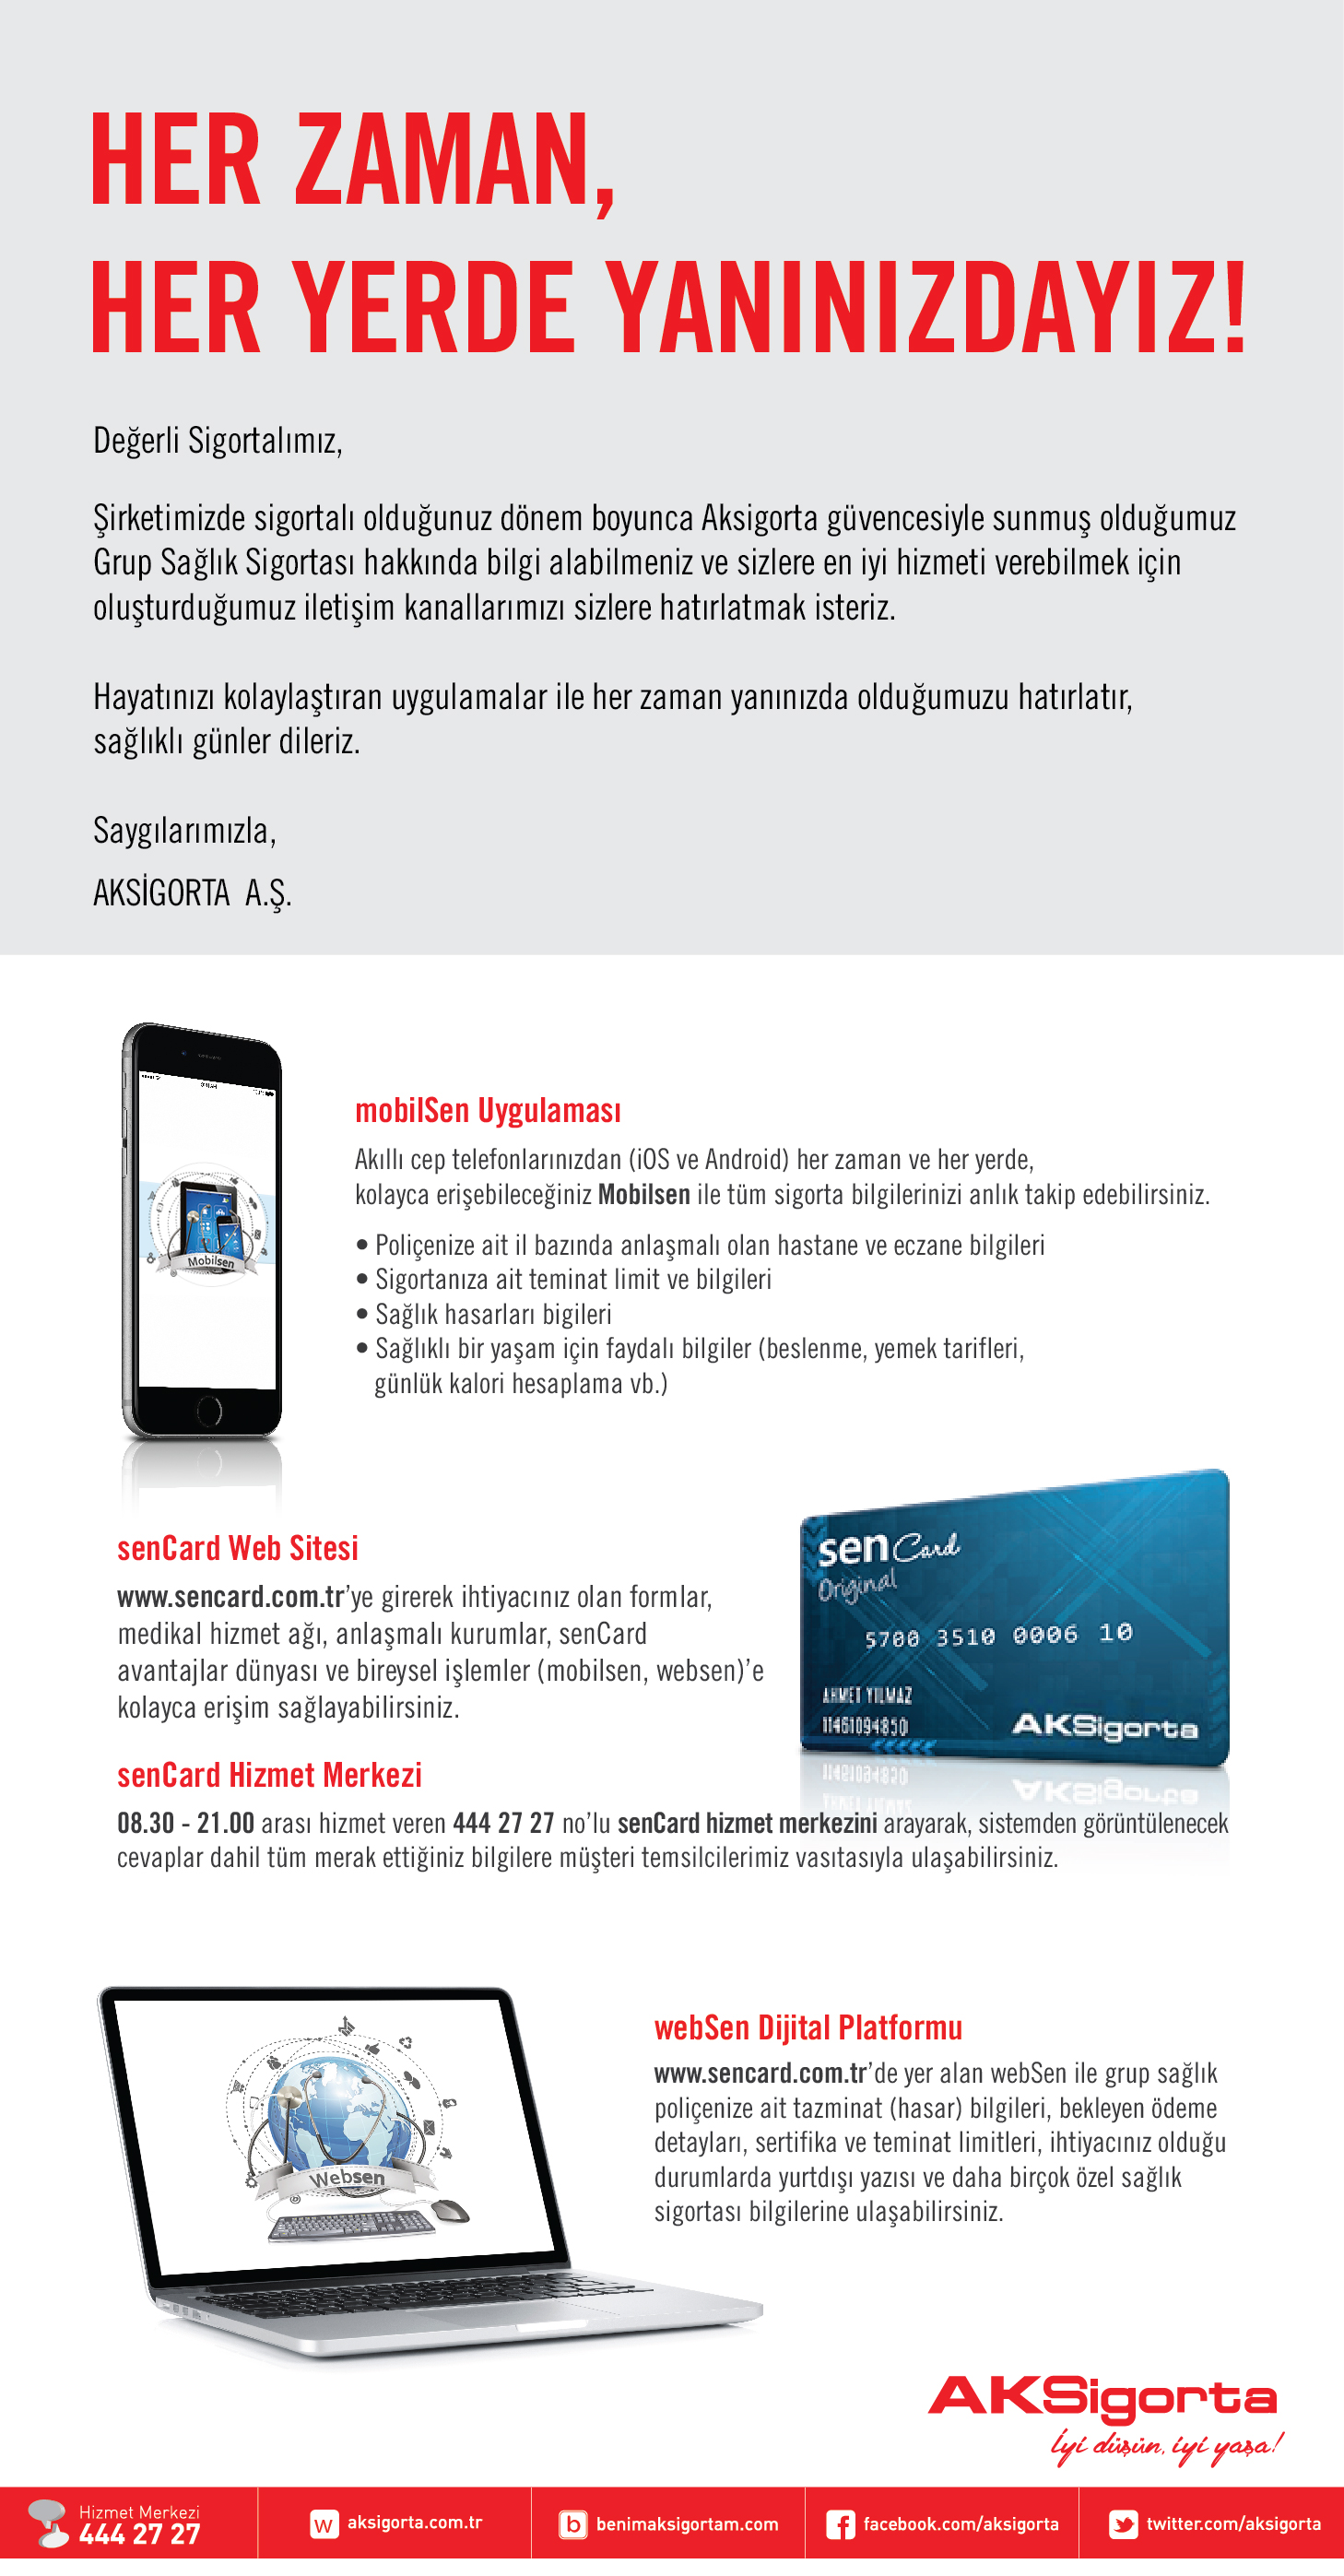 HER ZAMAN,
HER YERDE YANINIZDAYIZ!
Değerli Sigortalımız,
Şirketimizde sigortalı olduğunuz dönem boyunca Aksigorta güvencesiyle sunmuş olduğumuz
Grup Sağlık Sigortası hakkında bilgi alabilmeniz ve sizlere en iyi hizmeti verebilmek için
oluşturduğumuz iletişim kanallarımızı sizlere hatırlatmak isteriz.
Hayatınızı kolaylaştıran uygulamalar ile her zaman yanınızda olduğumuzu hatırlatır,
sağlıklı günler dileriz.
Saygılarımızla,
AKSİGORTA A.Ş.
Mobilsen
mobilSen Uygulaması
Akıllı cep telefonlarınızdan (iOS ve Android) her zaman ve her yerde,
kolayca erişebileceğiniz Mobilsen ile tüm sigorta bilgilerinizi anlık takip edebilirsiniz.
• Poliçenize ait il bazında anlaşmalı olan hastane ve eczane bilgileri
• Sigortanıza ait teminat limit ve bilgileri
• Sağlık hasarları bigileri
• Sağlıklı bir yaşam için faydalı bilgiler (beslenme, yemek tarifleri,
günlük kalori hesaplama vb.)
senCard Web Sitesi
www.sencard.com.tr'ye girerek ihtiyacınız olan formlar,
medikal hizmet ağı, anlaşmalı kurumlar, senCard
avantajlar dünyası ve bireysel işlemler (mobilsen, websen)'e
kolayca erişim sağlayabilirsiniz.
senCard
Original
5700 3510 0006 10
AHMET YILMAZ
11461094850
AKSigorta
senCard Hizmet Merkezi
08.30 - 21.00 arası hizmet veren 444 27 27 no'lu senCard hizmet merkezini arayarak, sistemden görüntülenecek
cevaplar dahil tüm merak ettiğiniz bilgilere müşteri temsilcilerimiz vasıtasıyla ulaşabilirsiniz.
Websen
webSen Dijital Platformu
www.sencard.com.tr'de yer alan webSen ile grup sağlık
poliçenize ait tazminat (hasar) bilgileri, bekleyen ödeme
detayları, sertifika ve teminat limitleri, ihtiyacınız olduğu
durumlarda yurtdışı yazısı ve daha birçok özel sağlık
sigortası bilgilerine ulaşabilirsiniz.
AKSigorta
İyi düşün, iyi yaşa!
Hizmet Merkezi
444 27 27
w aksigorta.com.tr
b benimaksigortam.com
f facebook.com/aksigorta
twitter.com/aksigorta